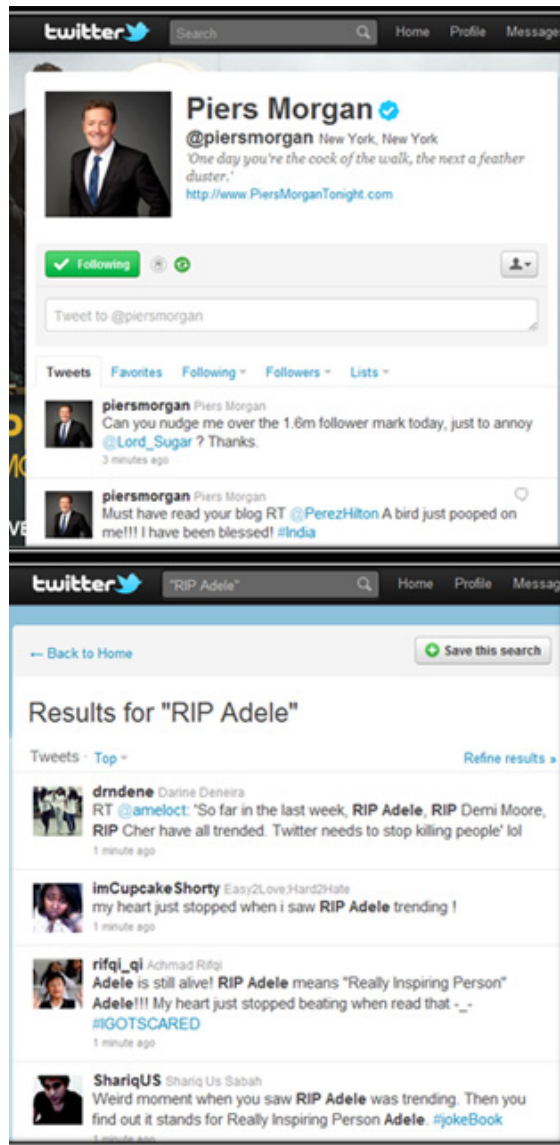 twitter Search Home Profile Message
Piers Morgan
@piersmorgan New York, New York
'One day you're the cock of the walk, the next a feather
duster.'
http://www.PiersMorganTonight.com
Following
Tweet to @piersmorgan
Tweets Favorites Following Followers Lists
piersmorgan Piers Morgan
Can you nudge me over the 1.6m follower mark today, just to annoy
@Lord_Sugar ? Thanks.
3 minutes ago
piersmorgan Piers Morgan
Must have read your blog RT @PerezHilton A bird just pooped on
me!!! I have been blessed! #India
twitter "RIP Adele" Home Profile Messag
← Back to Home Save this search
Results for "RIP Adele"
Tweets · Top Refine results »
drndene Darine Deneira
RT @ameloct: 'So far in the last week, RIP Adele, RIP Demi Moore,
RIP Cher have all trended. Twitter needs to stop killing people' lol
1 minute ago
imCupcakeShorty Easy2Love;Hard2Hate
my heart just stopped when i saw RIP Adele trending !
1 minute ago
rifqi_qi Achmad Rifqi
Adele is still alive! RIP Adele means "Really Inspiring Person"
Adele!!! My heart just stopped beating when read that -_-
#IGOTSCARED
1 minute ago
ShariqUS Shariq Us Sabah
Weird moment when you saw RIP Adele was trending. Then you
find out it stands for Really Inspiring Person Adele. #jokeBook
1 minute ago